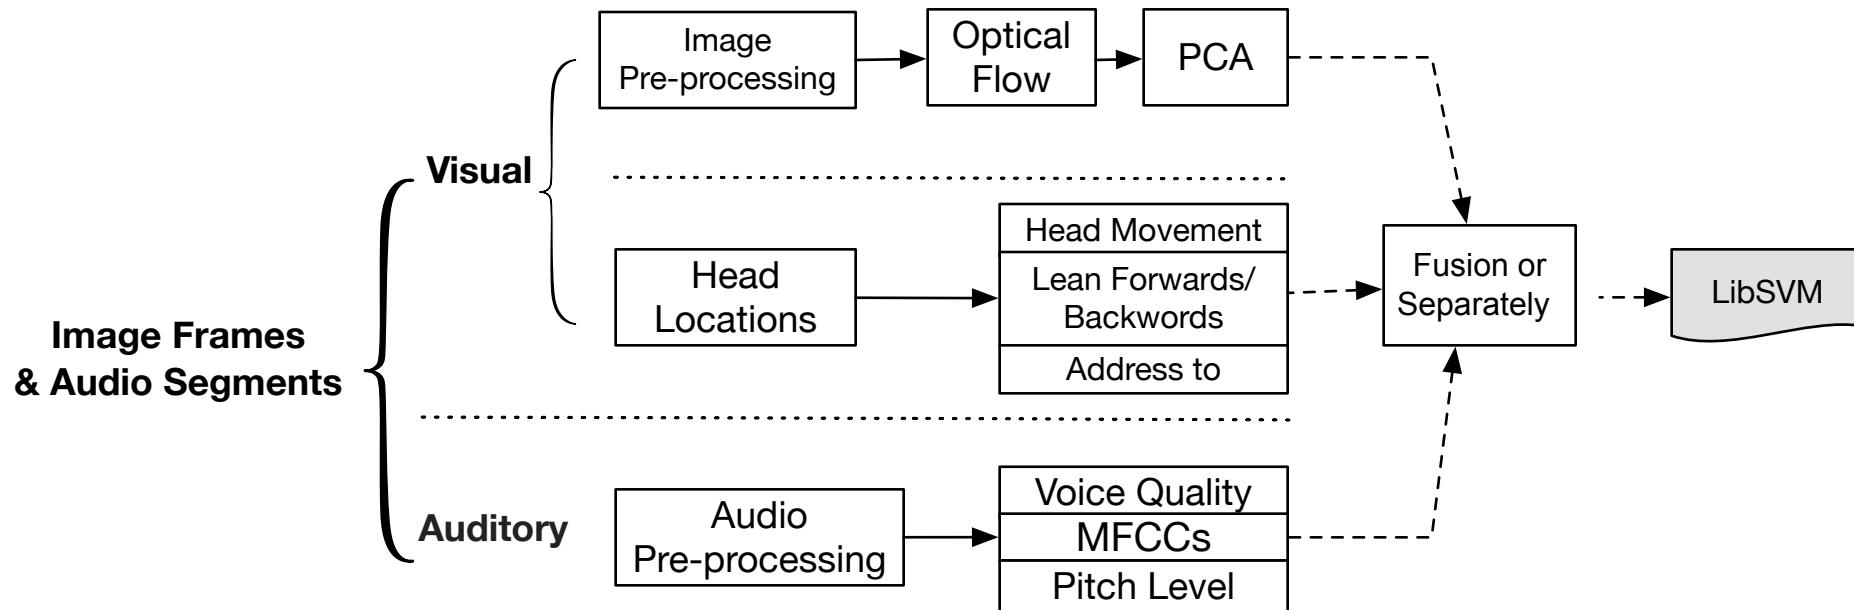 Image
Pre-processing
Optical
Flow
PCA
Visual
Head Movement
Head
Locations
Lean Forwards/
Backwords
Address to
Fusion or
Separately
LibSVM
Image Frames
& Audio Segments
Auditory
Audio
Pre-processing
Voice Quality
MFCCs
Pitch Level